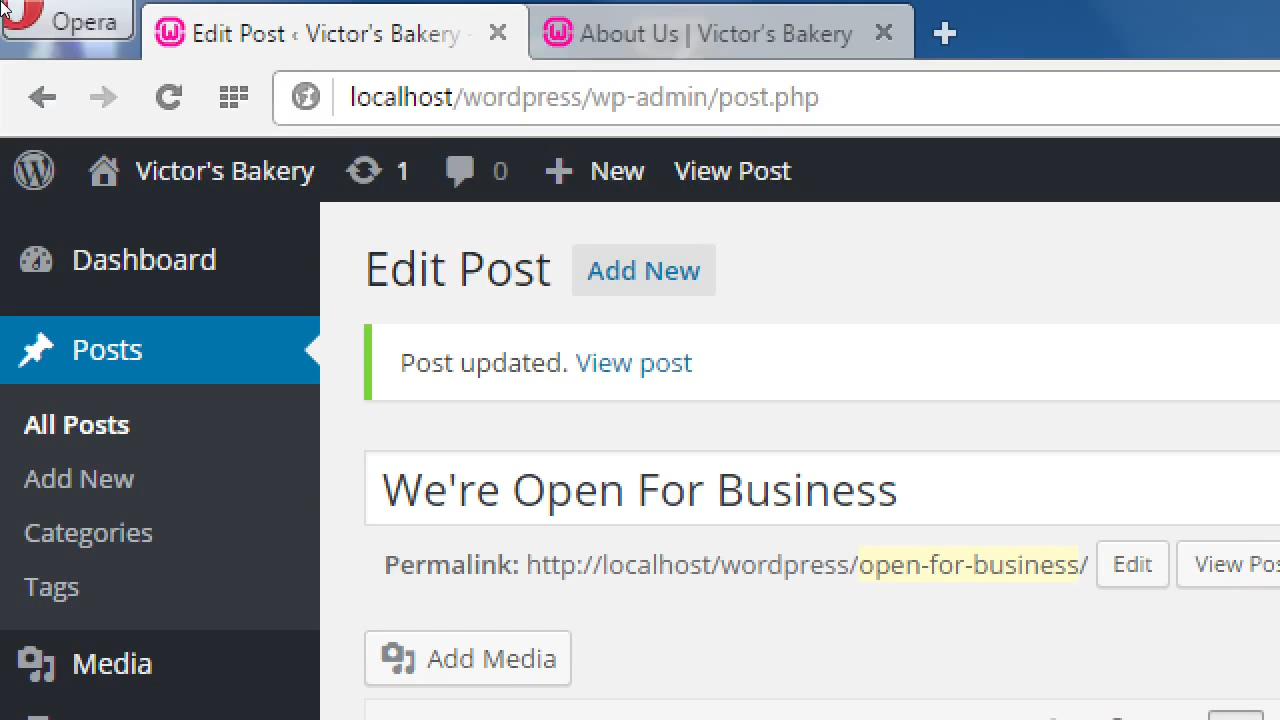 Opera
Edit Post ‹ Victor's Bakery
About Us | Victor's Bakery
localhost/wordpress/wp-admin/post.php
Victor's Bakery 1 0 New View Post
Dashboard
Posts
All Posts
Add New
Categories
Tags
Media
Edit Post Add New
Post updated. View post
We're Open For Business
Permalink: http://localhost/wordpress/open-for-business/ Edit View Pos
Add Media